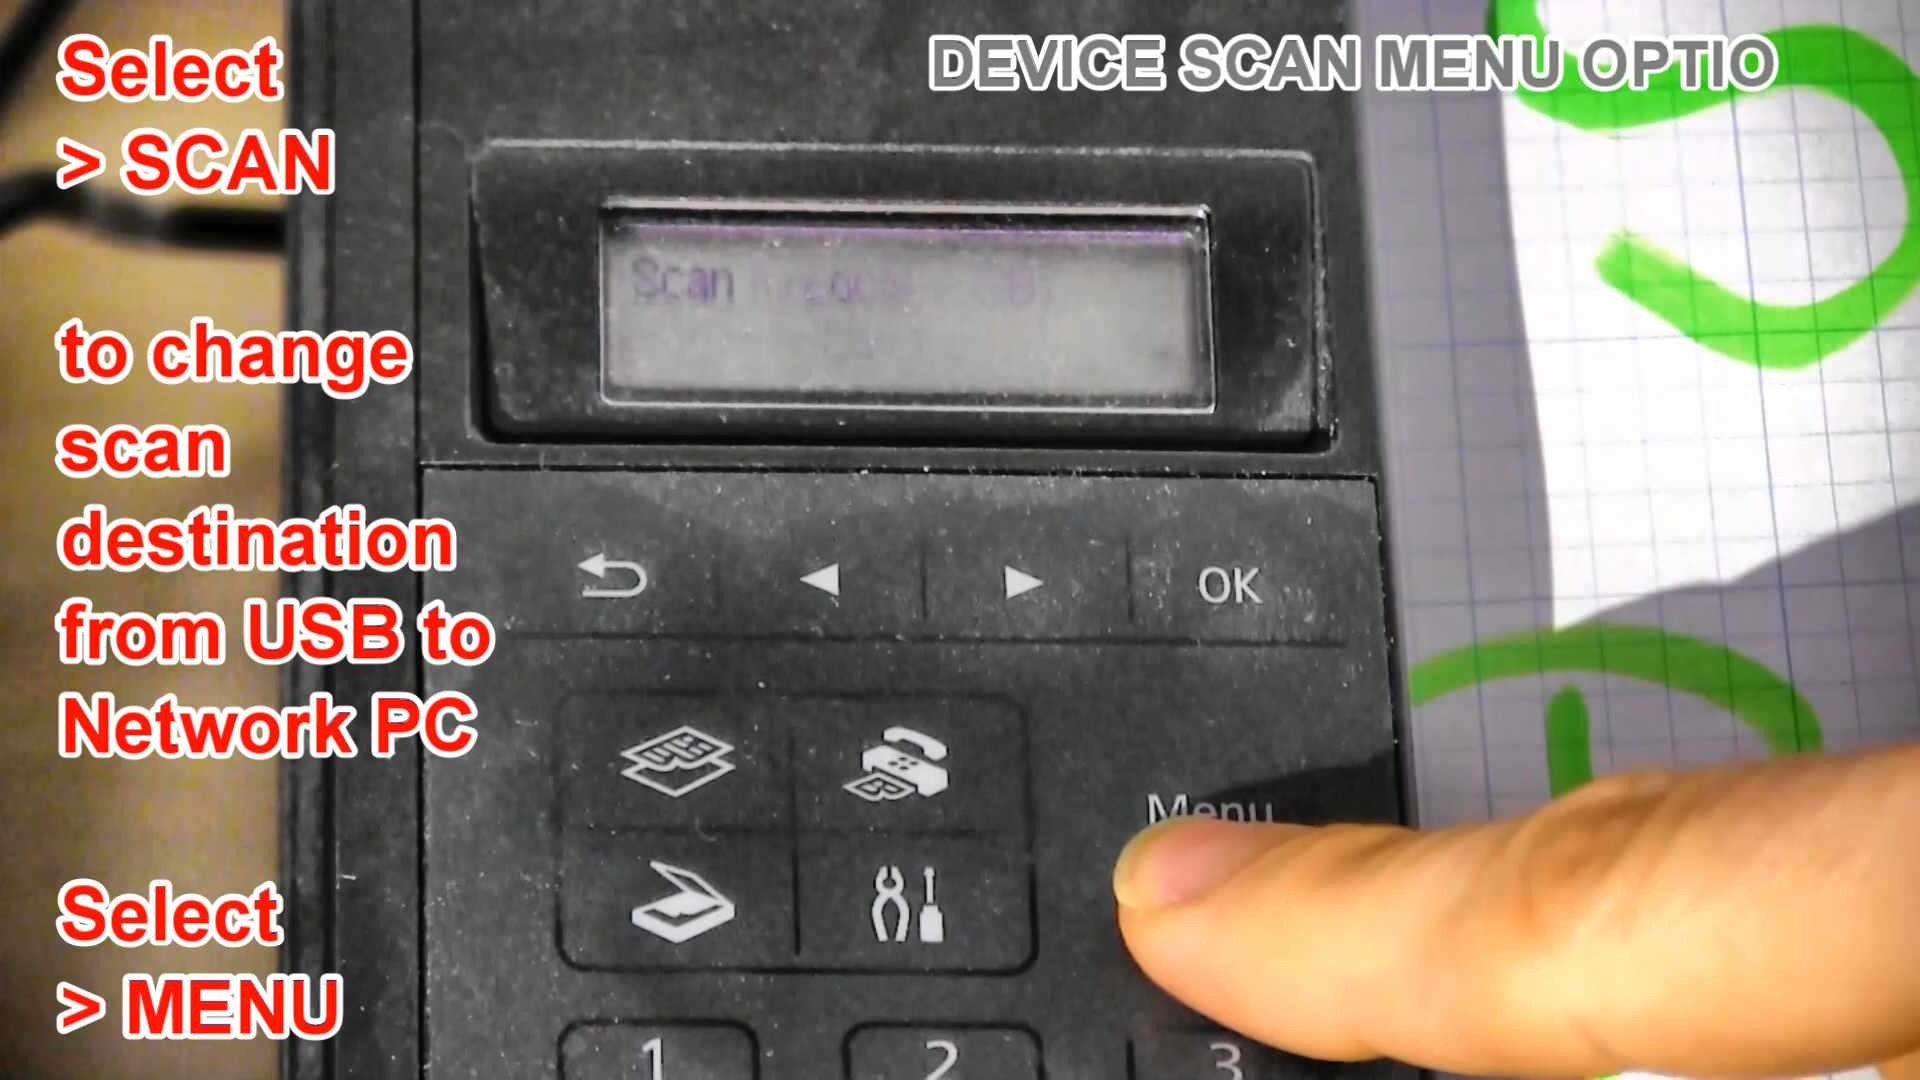 Select
> SCAN
to change
scan
destination
from USB to
Network PC
Select
> MENU
DEVICE SCAN MENU OPTIO
Scan
OK
Menu
1
2
3